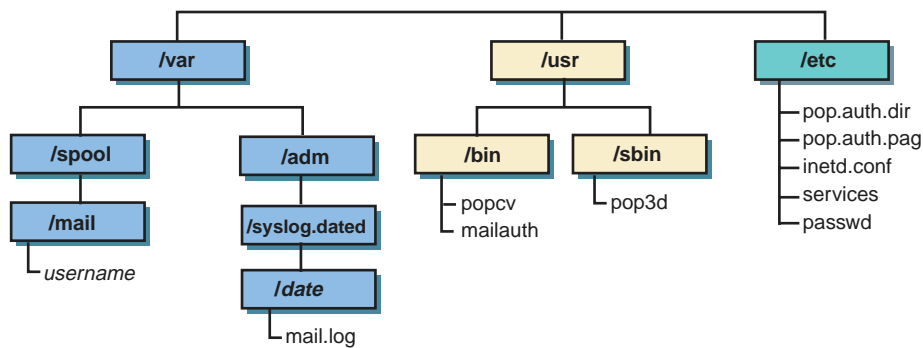 /var
/usr
/etc
/spool
/adm
/bin
/sbin
pop.auth.dir
pop.auth.pag
inetd.conf
services
passwd
/mail
/syslog.dated
popcv
mailauth
pop3d
username
/date
mail.log